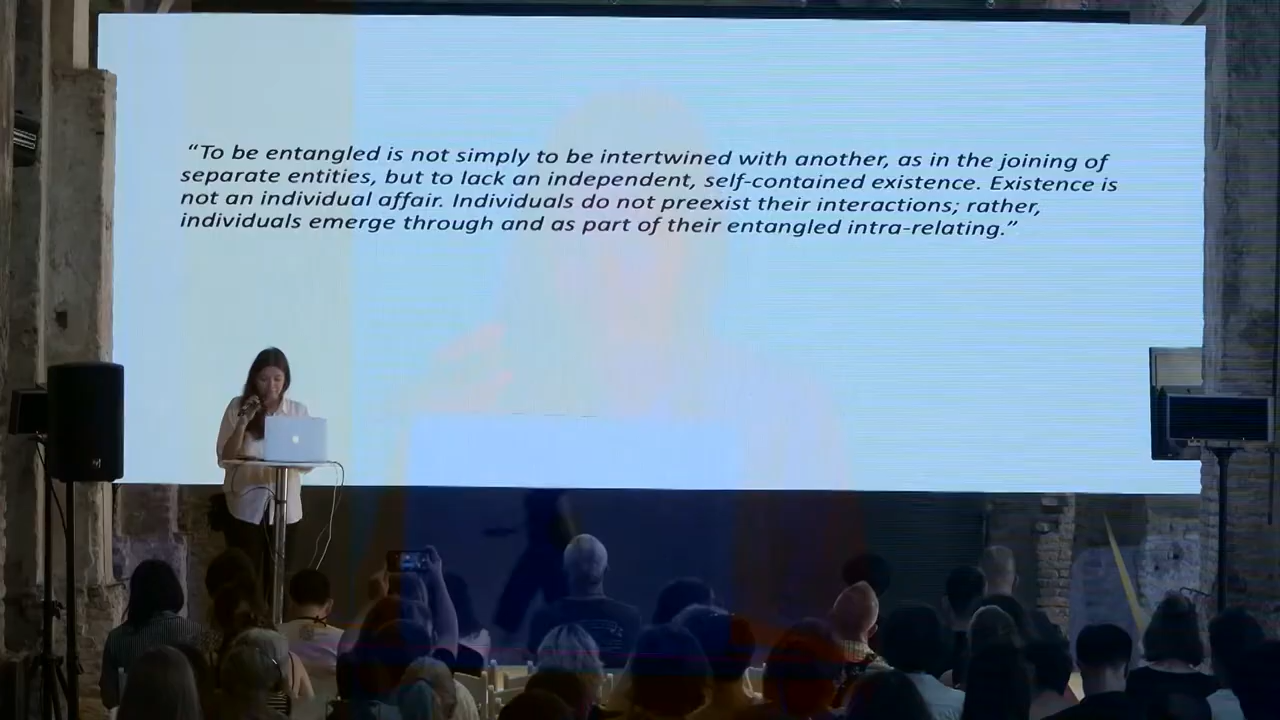 “To be entangled is not simply to be intertwined with another, as in the joining of
separate entities, but to lack an independent, self-contained existence. Existence is
not an individual affair. Individuals do not preexist their interactions; rather,
individuals emerge through and as part of their entangled intra-relating.”